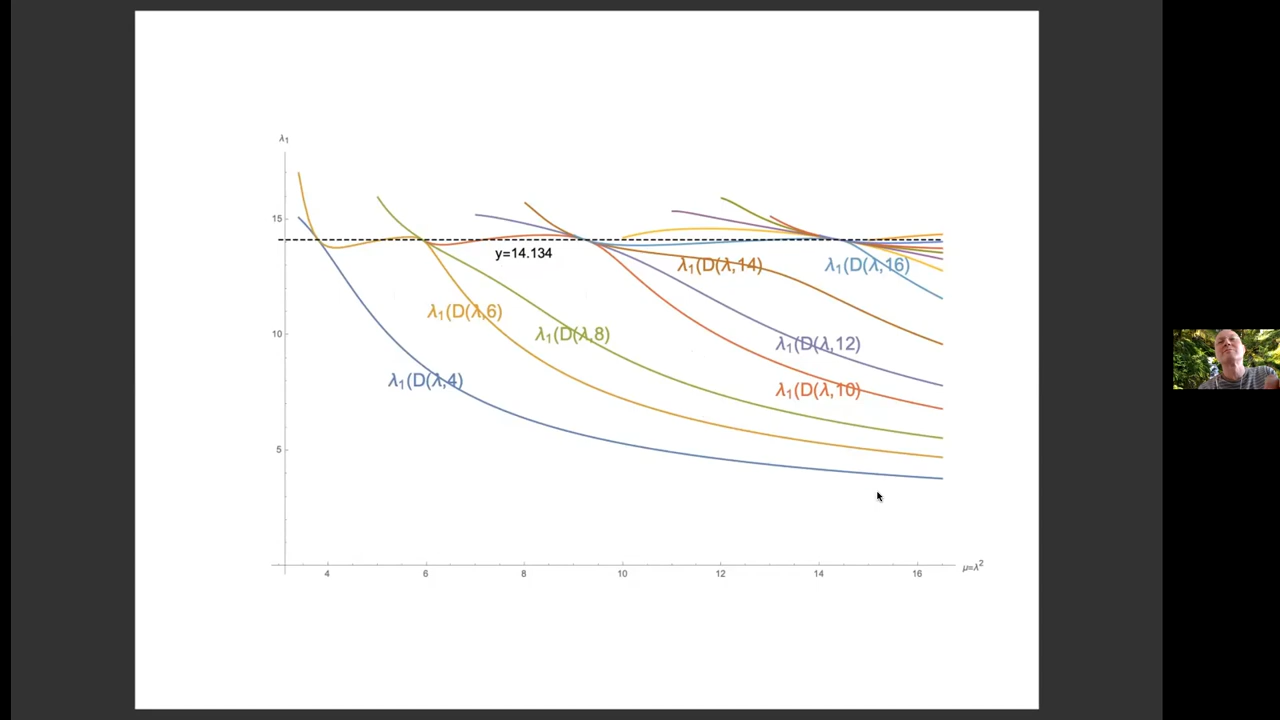 λ1
15
y=14.134
λ1(D(λ,14)
λ1(D(λ,16)
λ1(D(λ,6)
λ1(D(λ,8)
10
λ1(D(λ,12)
λ1(D(λ,4)
λ1(D(λ,10)
5
4 6 8 10 12 14 16
μ=λ²